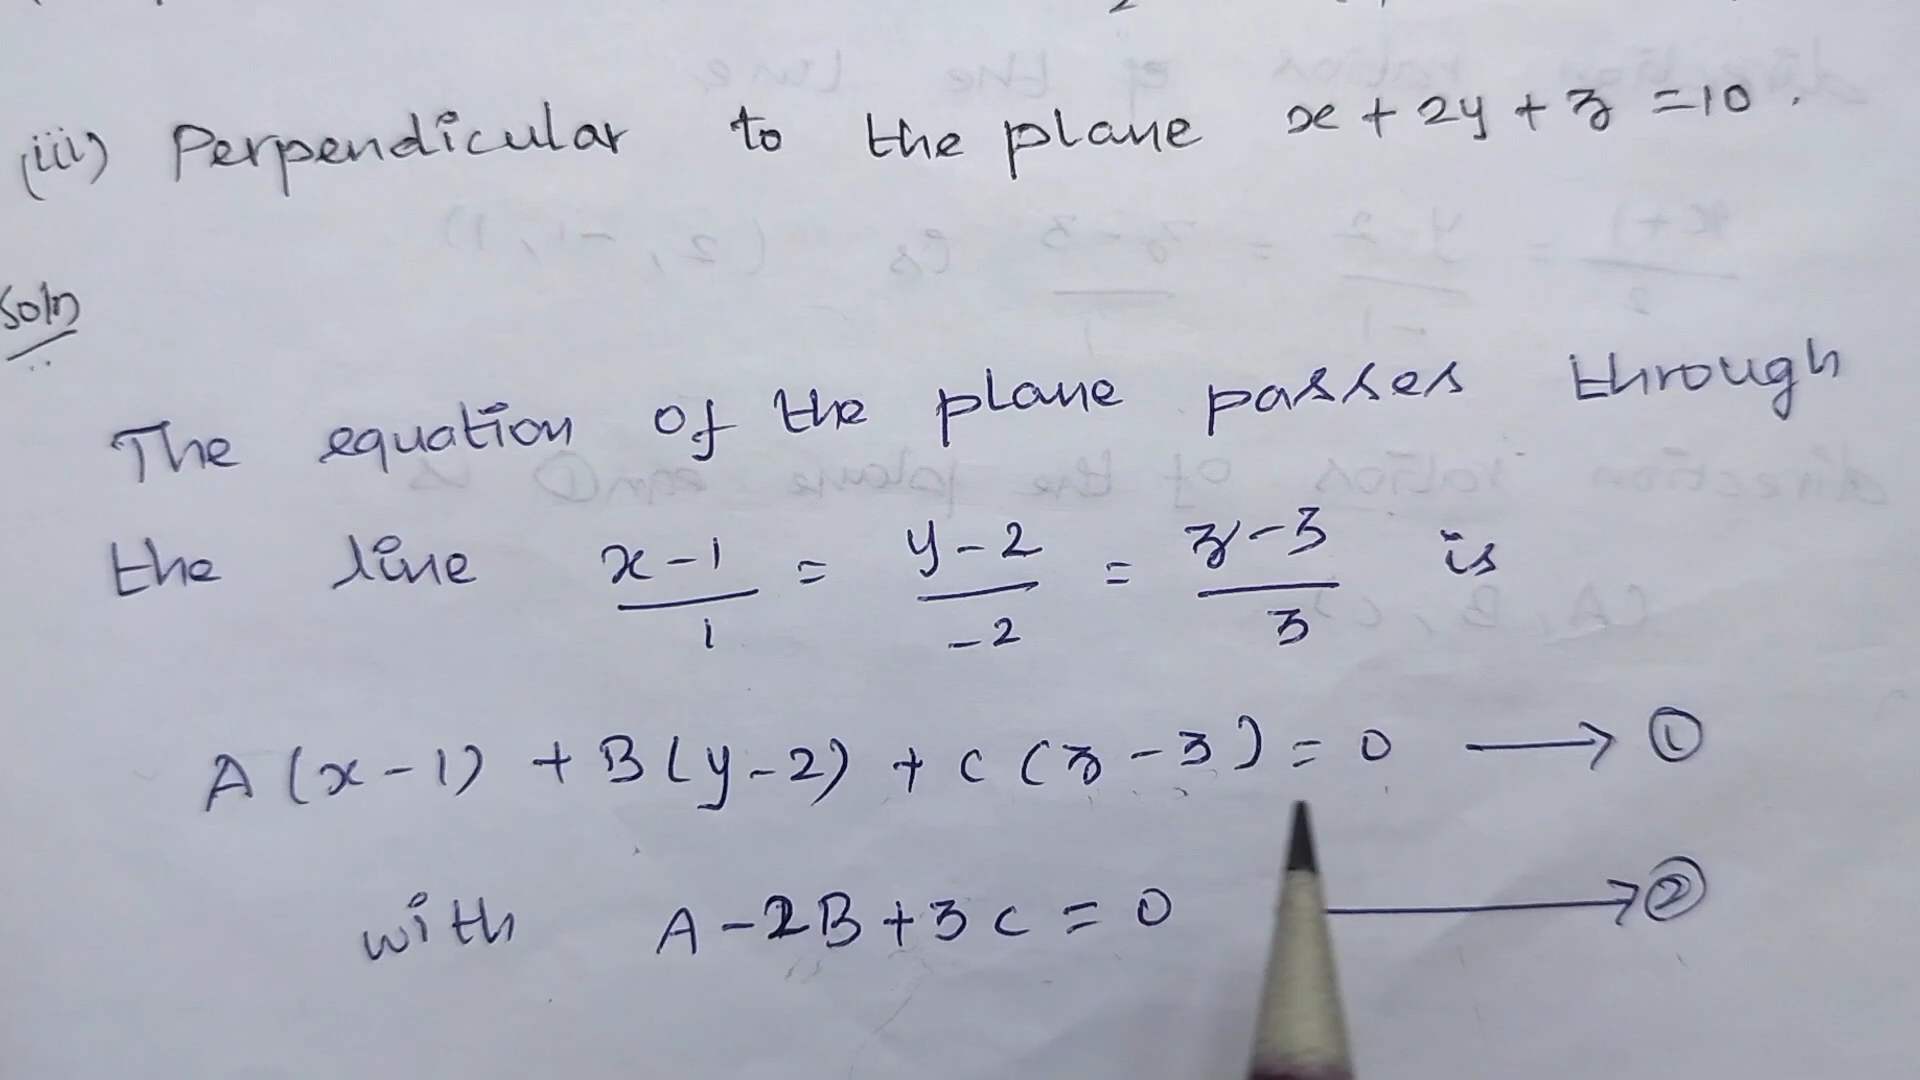 (iii) Perpendicular to the plane x + 2y + z = 10.
Soln
The equation of the plane passes through
the line x-1/1 = y-2/-2 = z-3/3 is
A(x-1) + B(y-2) + C(z-3) = 0 → ①
with A-2B+3C = 0 → ②